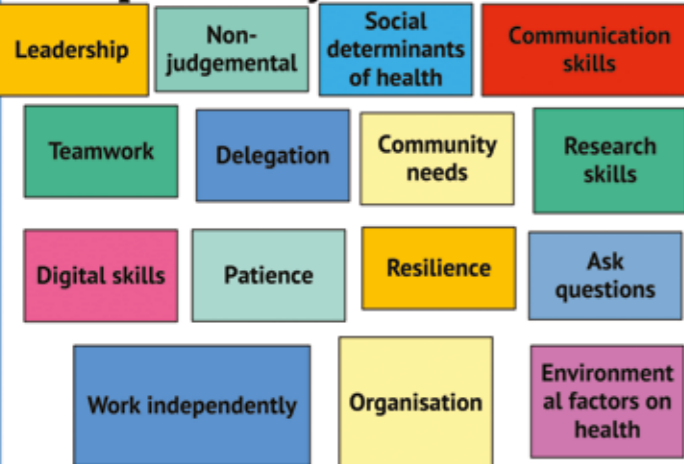 Leadership
Non-
judgemental
Social
determinants
of health
Communication
skills
Teamwork
Delegation
Community
needs
Research
skills
Digital skills
Patience
Resilience
Ask
questions
Work independently
Organisation
Environment
al factors on
health